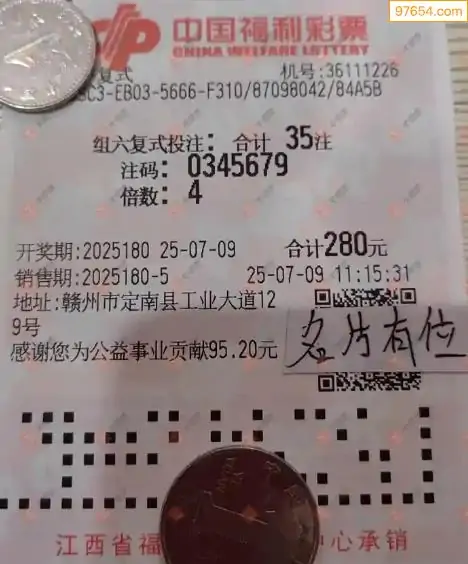 97654.com
中国福利彩票
CHINA WELFARE LOTTERY
复式
机号:36111226
C3-EB03-5666-F310/87098042/84A5B
组六复式投注: 合计 35注
注码: 0345679
倍数: 4
开奖期:2025180 25-07-09 合计280元
销售期:2025180-5 25-07-09 11:15:31
地址:赣州市定南县工业大道12
9号
感谢您为公益事业贡献95.20元
名片有位
江西省福
中心承销